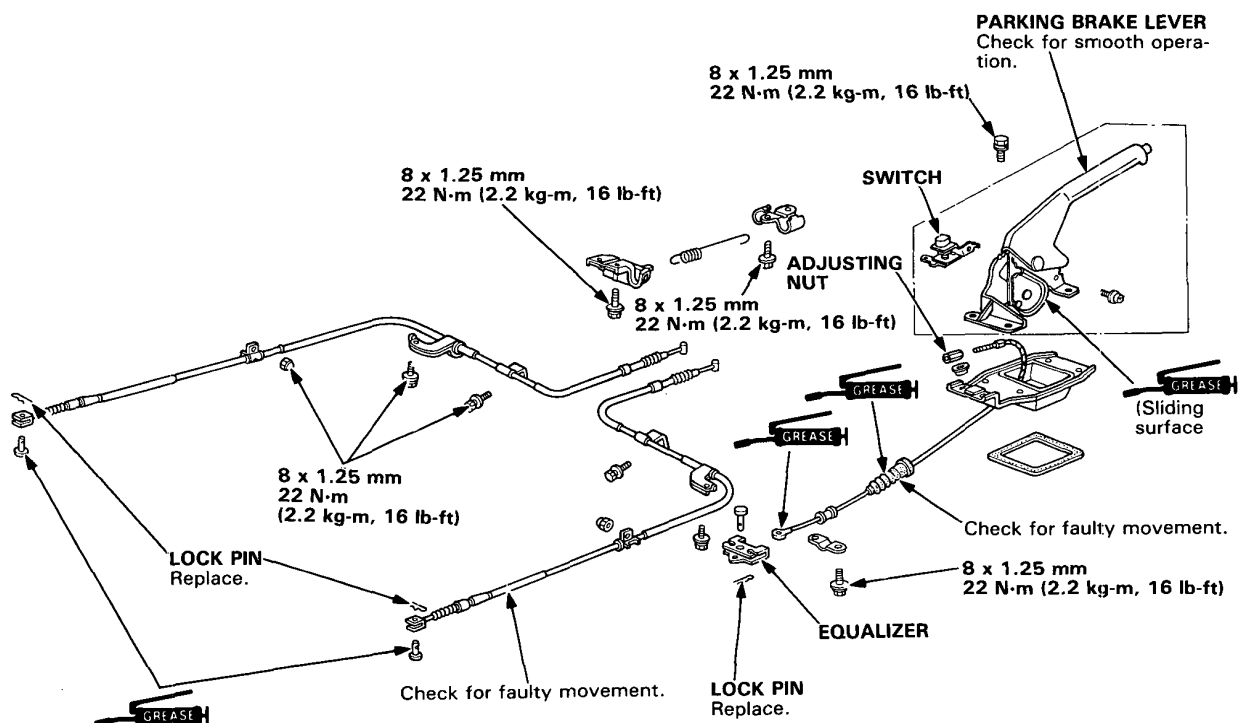 PARKING BRAKE LEVER
Check for smooth opera-
tion.
8 x 1.25 mm
22 N·m (2.2 kg-m, 16 lb-ft)
8 x 1.25 mm
22 N·m (2.2 kg-m, 16 lb-ft)
SWITCH
ADJUSTING
NUT
8 x 1.25 mm
22 N·m (2.2 kg-m, 16 lb-ft)
GREASE
GREASE
(Sliding
surface
GREASE
8 x 1.25 mm
22 N·m
(2.2 kg-m, 16 lb-ft)
Check for faulty movement.
LOCK PIN
Replace.
8 x 1.25 mm
22 N·m (2.2 kg-m, 16 lb-ft)
EQUALIZER
Check for faulty movement.
LOCK PIN
Replace.
GREASE